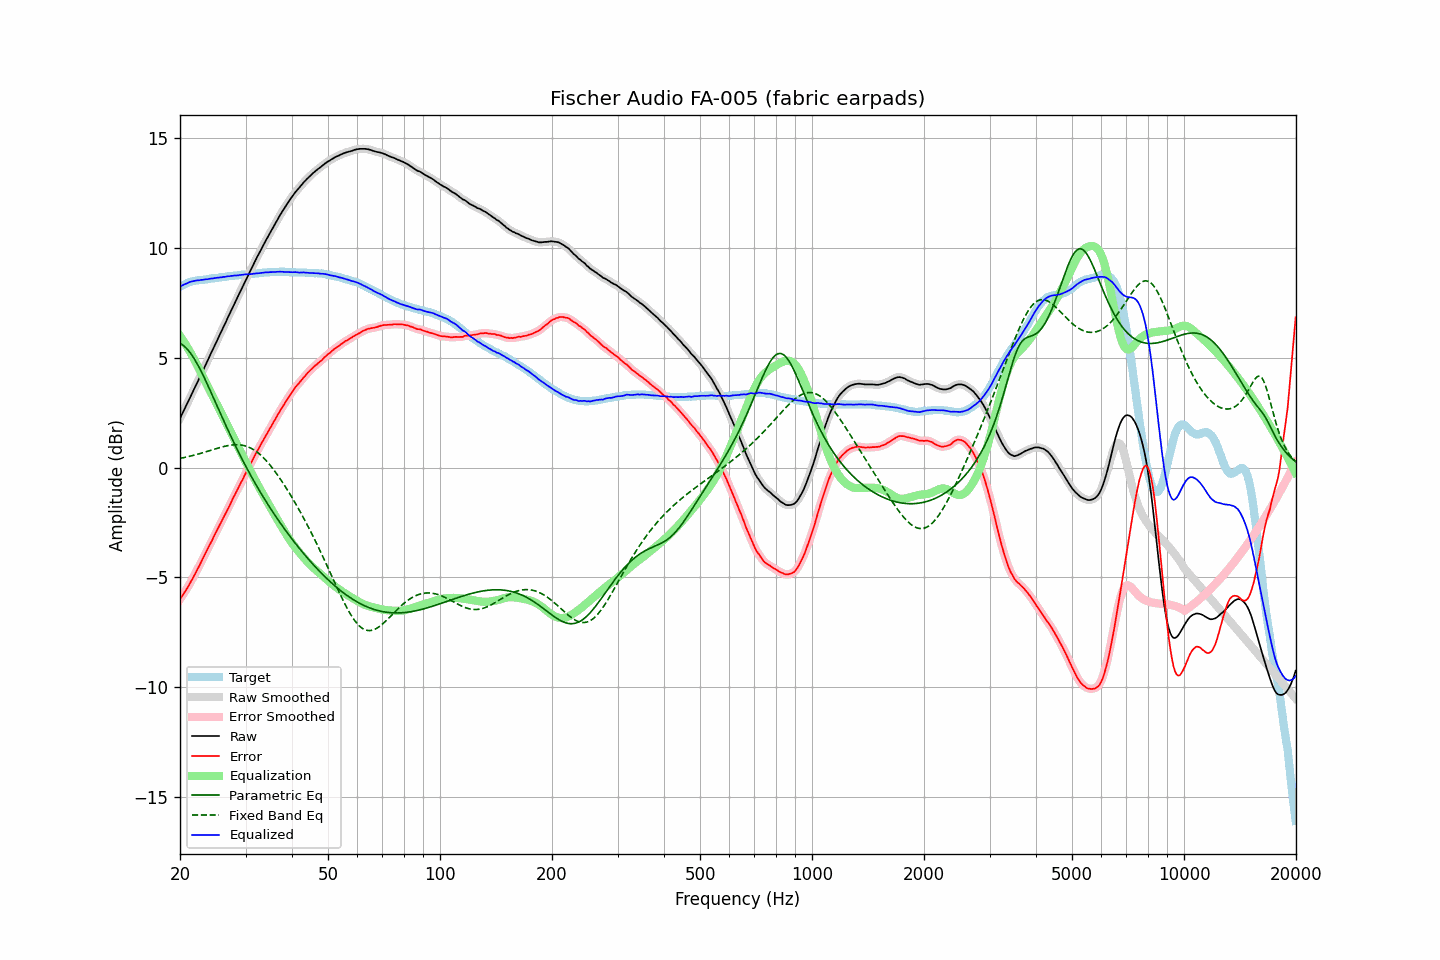 Fischer Audio FA-005 (fabric earpads)
Amplitude (dBr)
15
10
5
0
−5
−10
−15
Target
Raw Smoothed
Error Smoothed
Raw
Error
Equalization
Parametric Eq
Fixed Band Eq
Equalized
20 50 100 200 500 1000 2000 5000 10000 20000
Frequency (Hz)